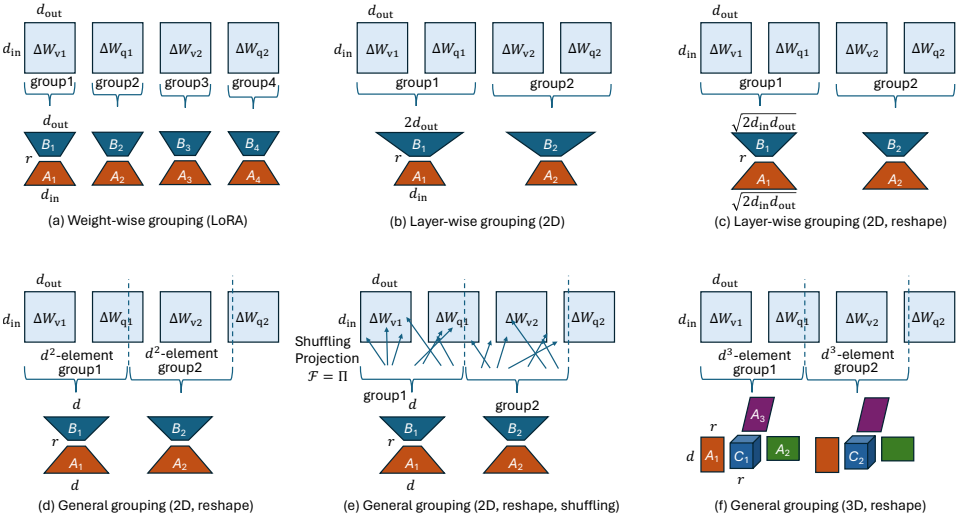 d_out
d_in ΔW_v1 ΔW_q1 ΔW_v2 ΔW_q2
group1 group2 group3 group4
d_out
B_1 B_2 B_3 B_4
r
A_1 A_2 A_3 A_4
d_in
(a) Weight-wise grouping (LoRA)
d_out
d_in ΔW_v1 ΔW_q1 ΔW_v2 ΔW_q2
group1 group2
2d_out
B_1 B_2
r
A_1 A_2
d_in
(b) Layer-wise grouping (2D)
d_out
d_in ΔW_v1 ΔW_q1 ΔW_v2 ΔW_q2
group1 group2
√(2d_in d_out)
B_1 B_2
r
A_1 A_2
√(2d_in d_out)
(c) Layer-wise grouping (2D, reshape)
d_out
d_in ΔW_v1 ΔW_q1 ΔW_v2 ΔW_q2
d²-element d²-element
group1 group2
d
B_1 B_2
r
A_1 A_2
d
(d) General grouping (2D, reshape)
d_out
d_in ΔW_v1 ΔW_q1 ΔW_v2 ΔW_q2
Shuffling
Projection
ℱ = Π
group1 group2
d
B_1 B_2
r
A_1 A_2
d
(e) General grouping (2D, reshape, shuffling)
d_out
d_in ΔW_v1 ΔW_q1 ΔW_v2 ΔW_q2
d³-element d³-element
group1 group2
A_3
r
d A_1 C_1 A_2 C_2
r
(f) General grouping (3D, reshape)